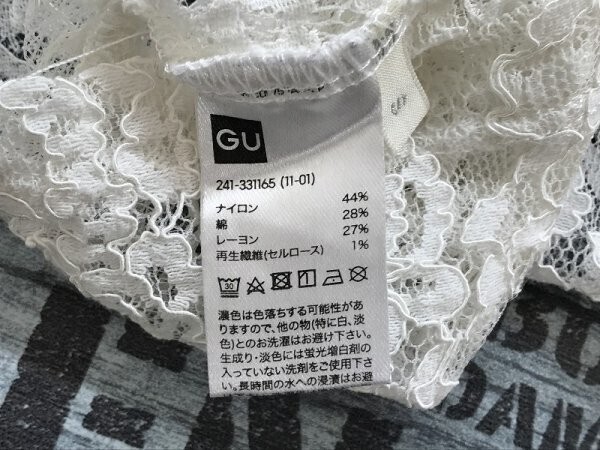 GU
241-331165 (11-01)
ナイロン 44%
綿 28%
レーヨン 27%
再生繊維(セルロース) 1%
30
濃色は色落ちする可能性があ
りますので、他の物(特に白、淡
色)とのお洗濯はお避け下さい。
生成り・淡色には蛍光増白剤の
入っていない洗剤をご使用下さ
い。長時間の水への浸漬はお避